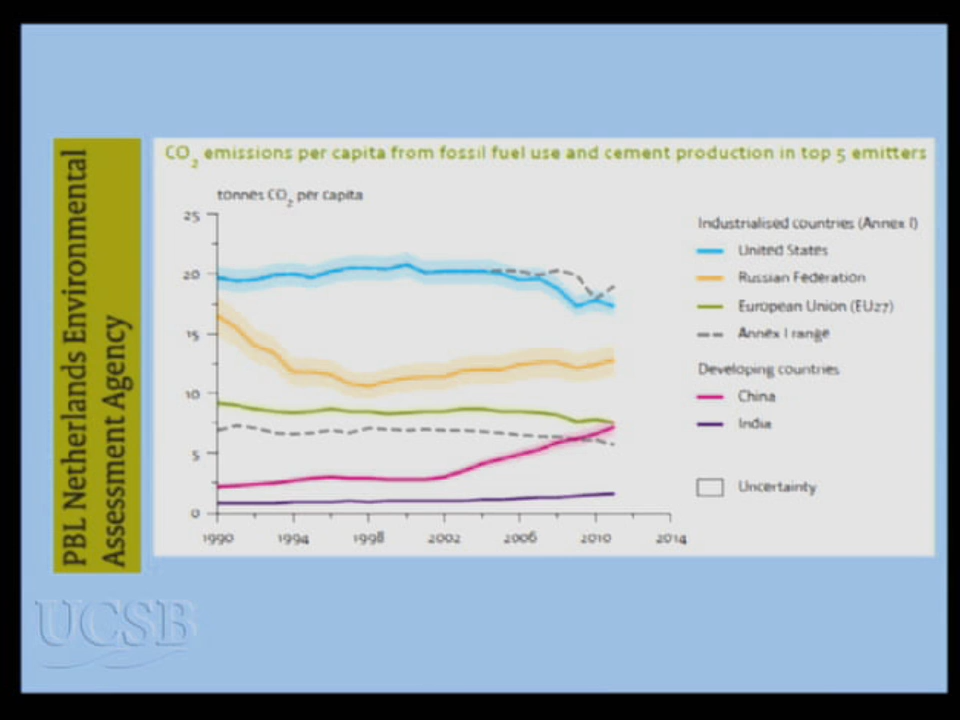 PBL Netherlands Environmental
Assessment Agency
CO2 emissions per capita from fossil fuel use and cement production in top 5 emitters
tonnes CO2 per capita
25
20
15
10
5
0
1990 1994 1998 2002 2006 2010 2014
Industrialised countries (Annex I)
United States
Russian Federation
European Union (EU27)
Annex I range
Developing countries
China
India
Uncertainty
UCSB